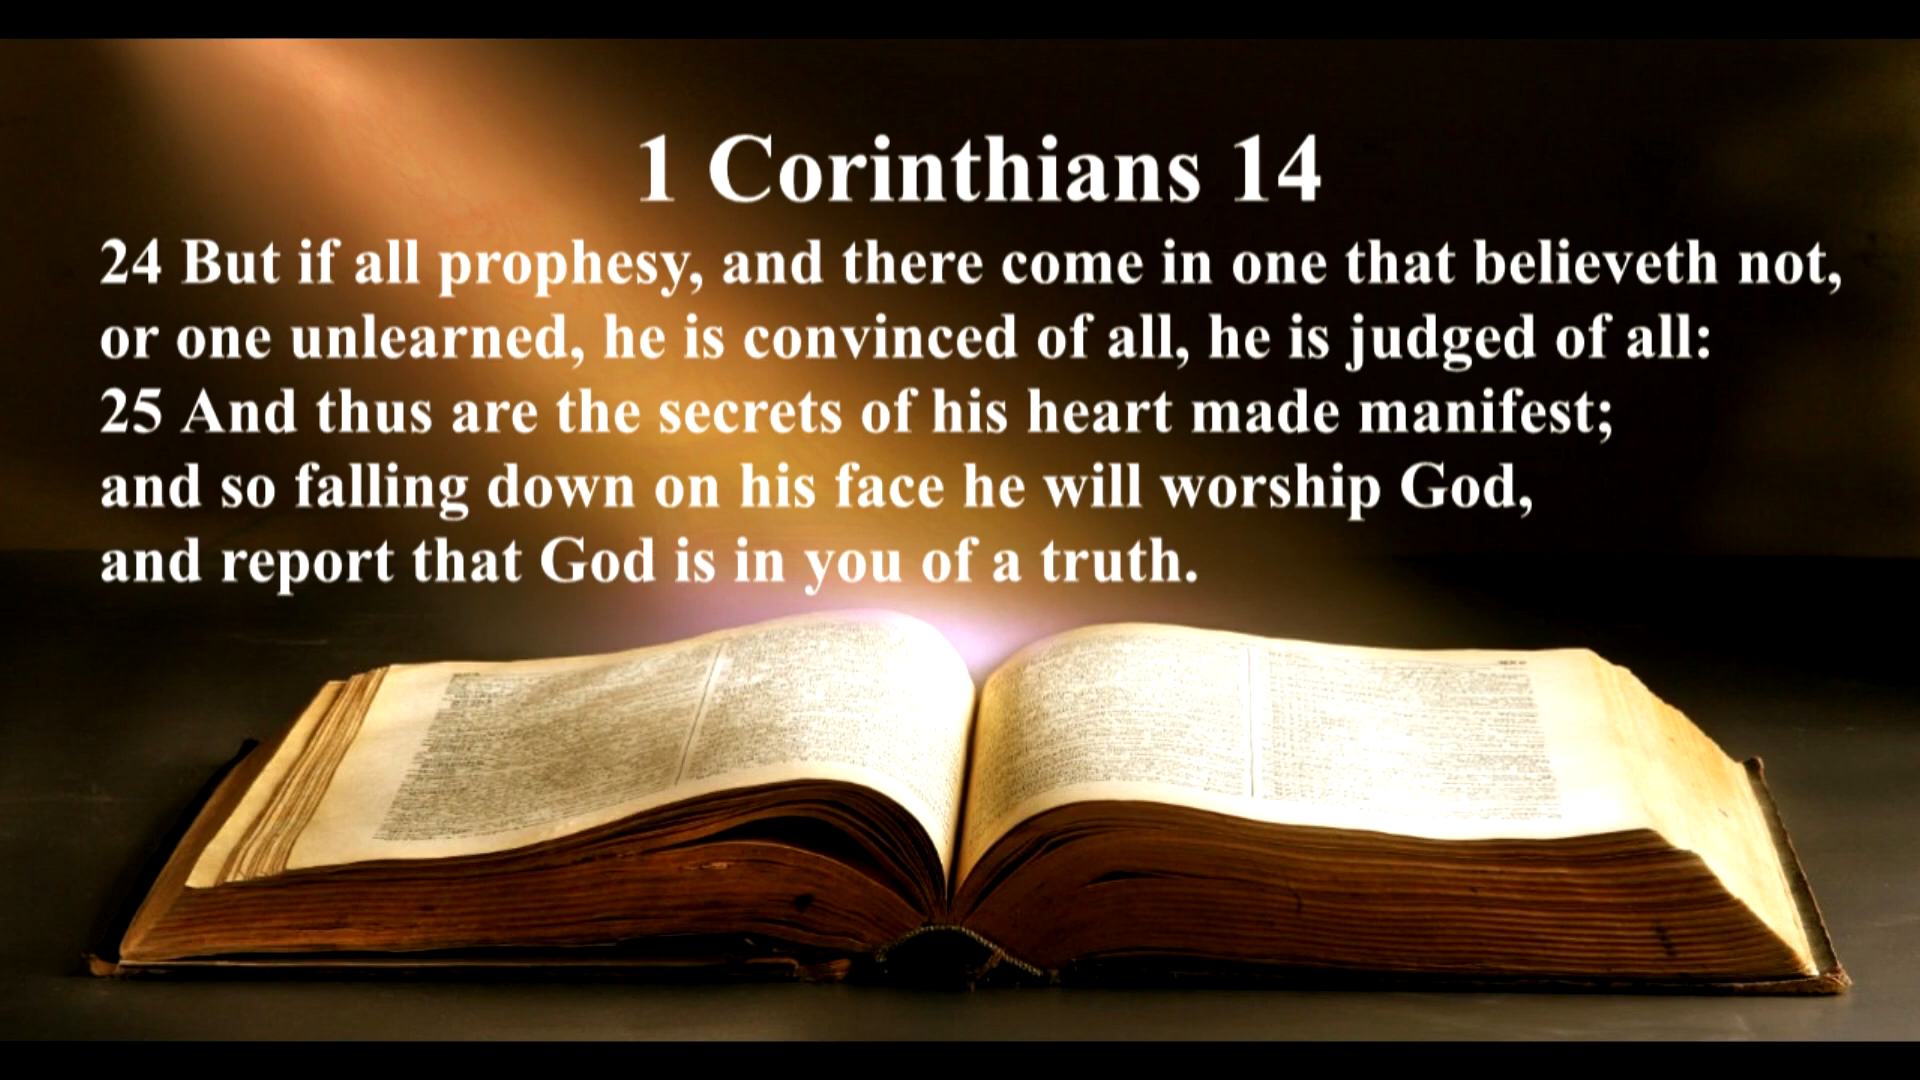 1 Corinthians 14
24 But if all prophesy, and there come in one that believeth not,
or one unlearned, he is convinced of all, he is judged of all:
25 And thus are the secrets of his heart made manifest;
and so falling down on his face he will worship God,
and report that God is in you of a truth.